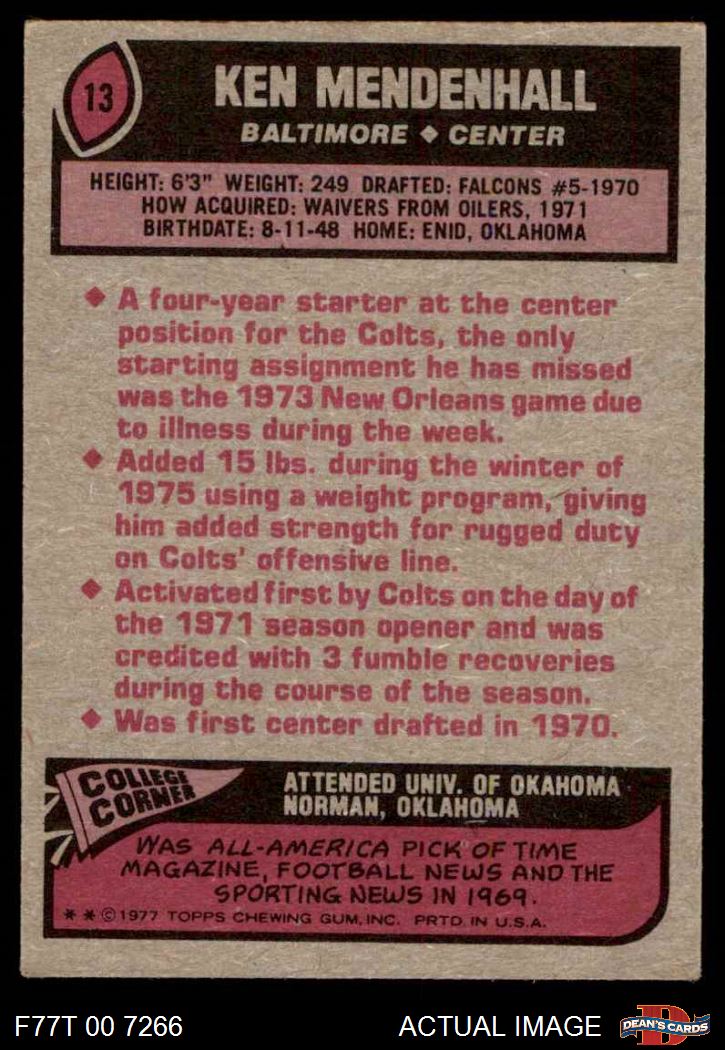 13
KEN MENDENHALL
BALTIMORE ◆ CENTER
HEIGHT: 6'3" WEIGHT: 249 DRAFTED: FALCONS #5-1970
HOW ACQUIRED: WAIVERS FROM OILERS, 1971
BIRTHDATE: 8-11-48 HOME: ENID, OKLAHOMA
◆ A four-year starter at the center
position for the Colts, the only
starting assignment he has missed
was the 1973 New Orleans game due
to illness during the week.
◆ Added 15 lbs. during the winter of
1975 using a weight program, giving
him added strength for rugged duty
on Colts' offensive line.
◆ Activated first by Colts on the day of
the 1971 season opener and was
credited with 3 fumble recoveries
during the course of the season.
◆ Was first center drafted in 1970.
COLLEGE
CORNER
ATTENDED UNIV. OF OKAHOMA
NORMAN, OKLAHOMA
WAS ALL-AMERICA PICK OF TIME
MAGAZINE, FOOTBALL NEWS AND THE
SPORTING NEWS IN 1969.
* * © 1977 TOPPS CHEWING GUM, INC. PRTD. IN U.S.A.
F77T 00 7266
ACTUAL IMAGE
D
DEAN'S CARDS